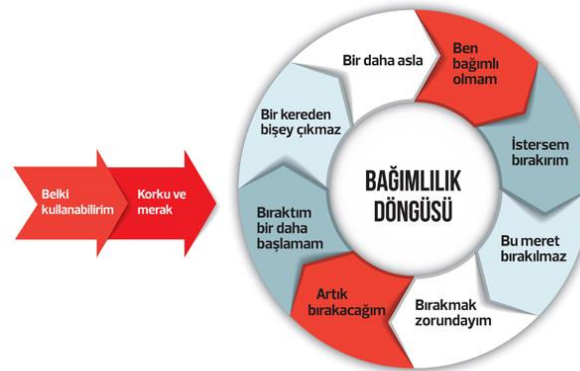 Belki
kullanabilirim
Korku ve
merak
BAĞIMLILIK
DÖNGÜSÜ
Bir daha asla
Ben
bağımlı
olmam
İstersem
bırakırım
Bu meret
bırakılmaz
Bırakmak
zorundayım
Artık
bırakacağım
Bıraktım
bir daha
başlamam
Bir kereden
bişey çıkmaz